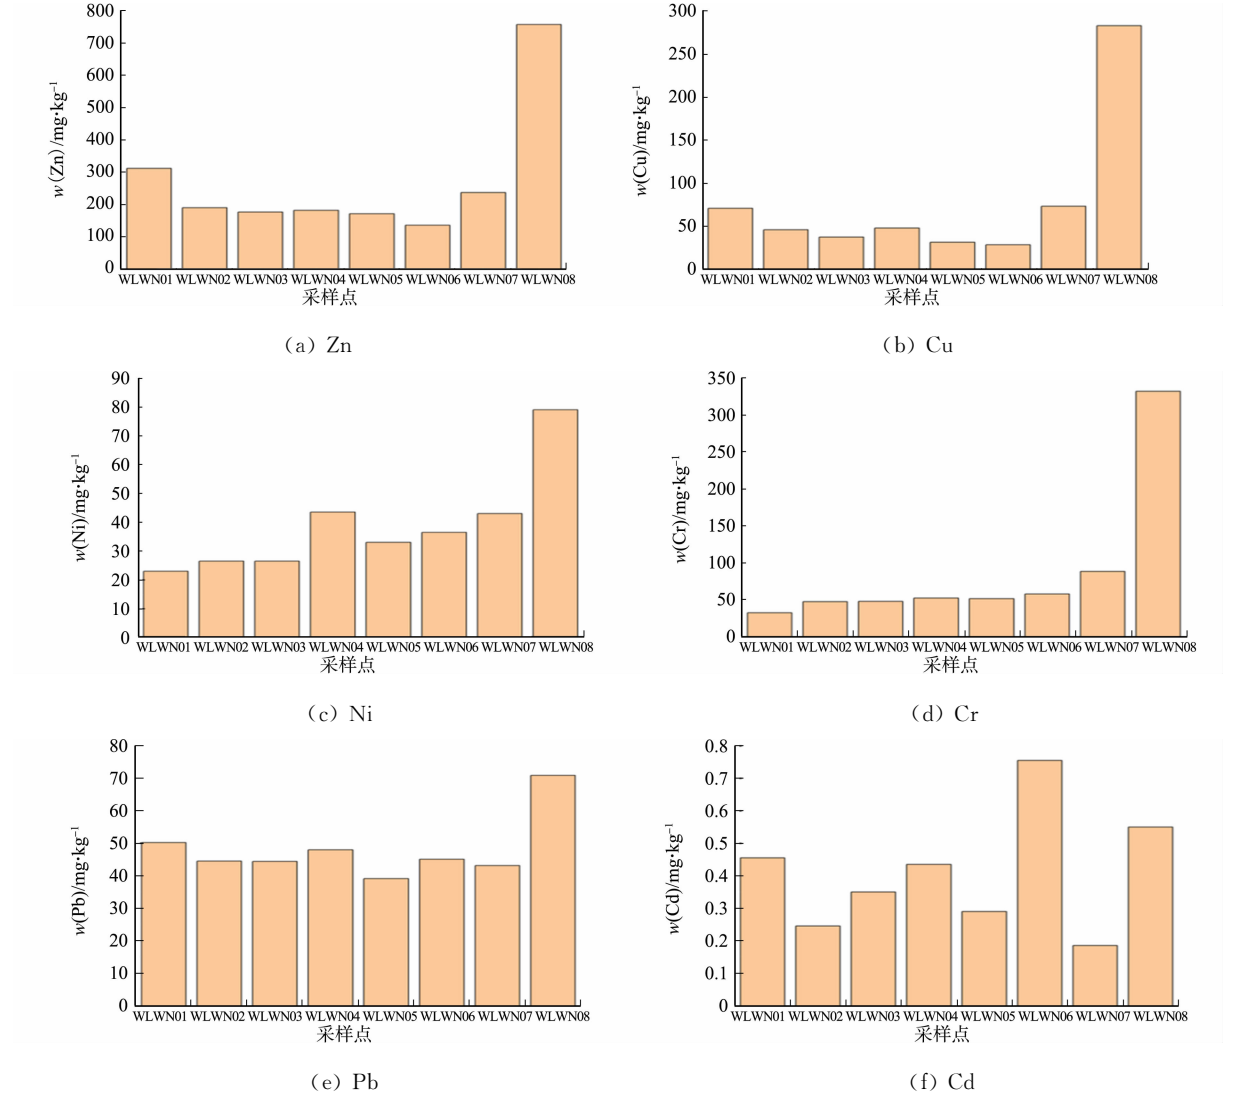 800
700
600
500
400
300
200
100
0
w(Zn)/mg·kg⁻¹
WLWN01 WLWN02 WLWN03 WLWN04 WLWN05 WLWN06 WLWN07 WLWN08
采样点
(a) Zn
300
250
200
150
100
50
0
w(Cu)/mg·kg⁻¹
WLWN01 WLWN02 WLWN03 WLWN04 WLWN05 WLWN06 WLWN07 WLWN08
采样点
(b) Cu
90
80
70
60
50
40
30
20
10
0
w(Ni)/mg·kg⁻¹
WLWN01 WLWN02 WLWN03 WLWN04 WLWN05 WLWN06 WLWN07 WLWN08
采样点
(c) Ni
350
300
250
200
150
100
50
0
w(Cr)/mg·kg⁻¹
WLWN01 WLWN02 WLWN03 WLWN04 WLWN05 WLWN06 WLWN07 WLWN08
采样点
(d) Cr
80
70
60
50
40
30
20
10
0
w(Pb)/mg·kg⁻¹
WLWN01 WLWN02 WLWN03 WLWN04 WLWN05 WLWN06 WLWN07 WLWN08
采样点
(e) Pb
0.8
0.7
0.6
0.5
0.4
0.3
0.2
0.1
0
w(Cd)/mg·kg⁻¹
WLWN01 WLWN02 WLWN03 WLWN04 WLWN05 WLWN06 WLWN07 WLWN08
采样点
(f) Cd